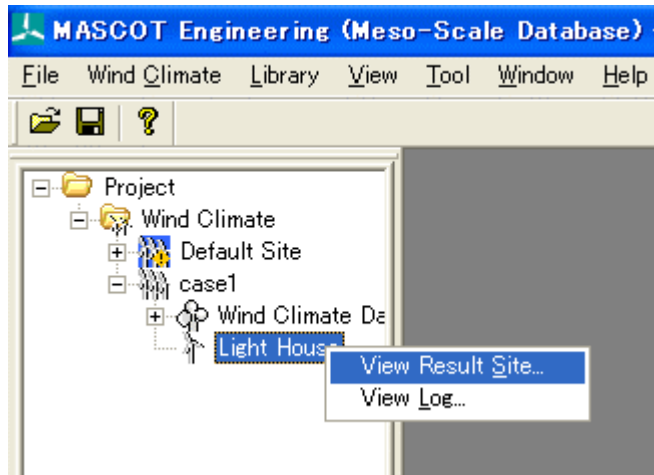 MASCOT Engineering (Meso-Scale Database)
File Wind Climate Library View Tool Window Help
Project
Wind Climate
Default Site
case1
Wind Climate Da
Light House
View Result Site...
View Log...